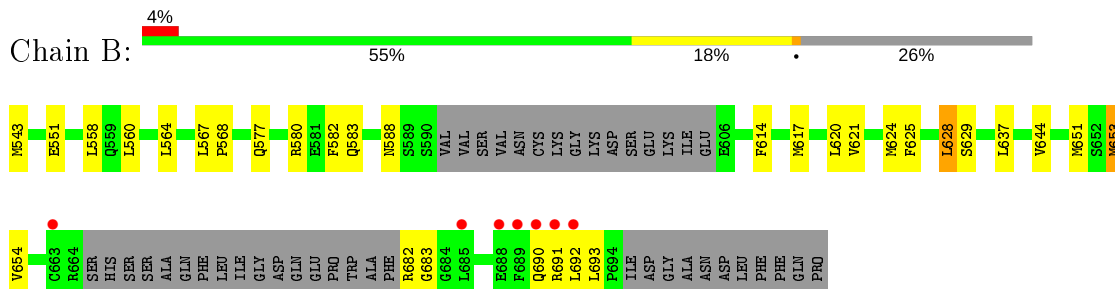 4%
Chain B:
55% 18% • 26%
M543 E551 L558 Q559 L560 L564 L567 P568 Q577 R580 E581 F582 Q583 N588 S589 S590 VAL VAL SER VAL ASN CYS LYS GLY LYS ASP SER GLU LYS ILE GLU E606 F614 M617 L620 V621 M624 F625 L628 S629 L637 V644 M651 S652 M653
V654 C663 R664 SER HIS SER SER ALA GLN PHE LEU ILE GLY ASP GLN GLU PRO TRP ALA PHE R682 G683 G684 L685 E688 F689 Q690 R691 L692 L693 P694 ILE ASP GLY ALA ASN ASP LEU PHE PHE GLN PRO